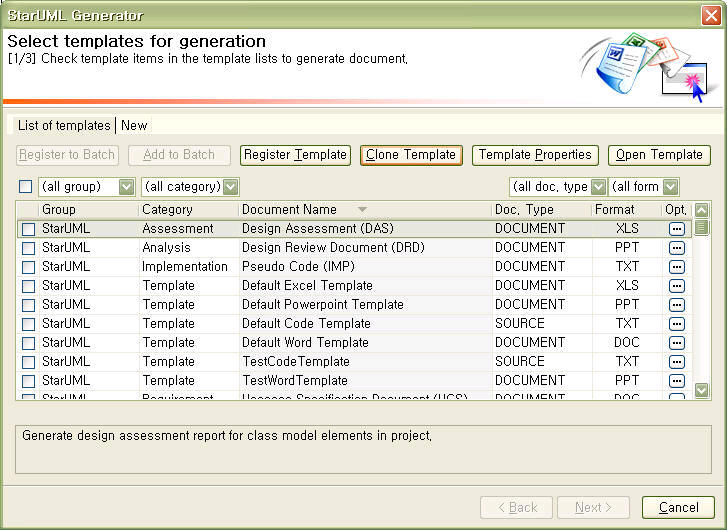 StarUML Generator
Select templates for generation
[1/3] Check template items in the template lists to generate document,
List of templates New
Register to Batch Add to Batch Register Template Clone Template Template Properties Open Template
(all group) (all category) (all doc, type (all form
Group Category Document Name Doc, Type Format Opt,
StarUML Assessment Design Assessment (DAS) DOCUMENT XLS ...
StarUML Analysis Design Review Document (DRD) DOCUMENT PPT ...
StarUML Implementation Pseudo Code (IMP) DOCUMENT TXT ...
StarUML Template Default Excel Template DOCUMENT XLS ...
StarUML Template Default Powerpoint Template DOCUMENT PPT ...
StarUML Template Default Code Template SOURCE TXT ...
StarUML Template Default Word Template DOCUMENT DOC ...
StarUML Template TestCodeTemplate SOURCE TXT ...
StarUML Template TestWordTemplate DOCUMENT PPT ...
StarUML Requirement Document (UCS) DOCUMENT DOC
Generate design assessment report for class model elements in project,
< Back Next > Cancel